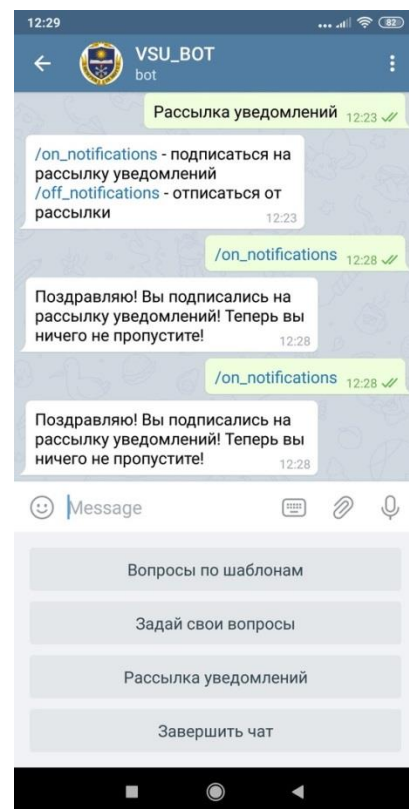 12:29
82
VSU_BOT
bot
Рассылка уведомлений 12:23
/on_notifications - подписаться на
рассылку уведомлений
/off_notifications - отписаться от
рассылки 12:23
/on_notifications 12:28
Поздравляю! Вы подписались на
рассылку уведомлений! Теперь вы
ничего не пропустите! 12:28
/on_notifications 12:28
Поздравляю! Вы подписались на
рассылку уведомлений! Теперь вы
ничего не пропустите! 12:28
Message
Вопросы по шаблонам
Задай свои вопросы
Рассылка уведомлений
Завершить чат